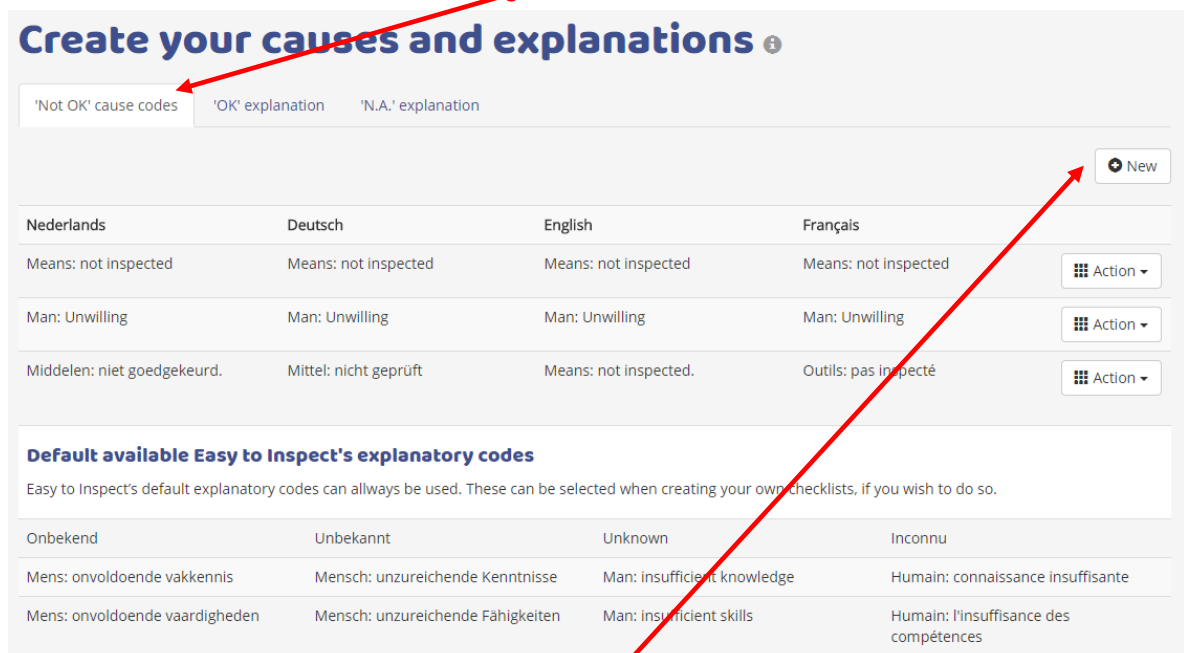 Create your causes and explanations
'Not OK' cause codes 'OK' explanation 'N.A.' explanation
New
Nederlands Deutsch English Français
Means: not inspected Means: not inspected Means: not inspected Means: not inspected Action
Man: Unwilling Man: Unwilling Man: Unwilling Man: Unwilling Action
Middelen: niet goedgekeurd. Mittel: nicht geprüft Means: not inspected. Outils: pas inspecté Action
Default available Easy to Inspect's explanatory codes
Easy to Inspect's default explanatory codes can allways be used. These can be selected when creating your own checklists, if you wish to do so.
Onbekend Unbekannt Unknown Inconnu
Mens: onvoldoende vakkennis Mensch: unzureichende Kenntnisse Man: insufficient knowledge Humain: connaissance insuffisante
Mens: onvoldoende vaardigheden Mensch: unzureichende Fähigkeiten Man: insufficient skills Humain: l'insuffisance des
compétences